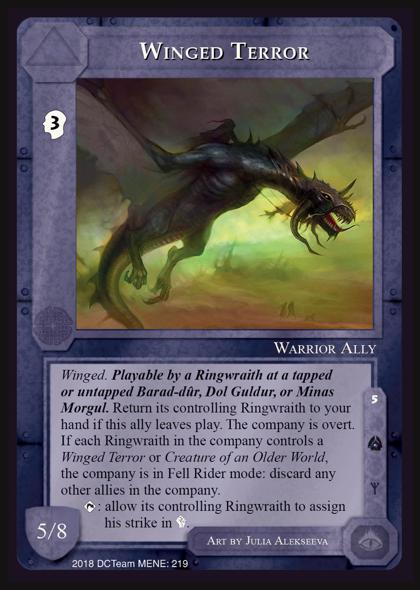 WINGED TERROR
3
WARRIOR ALLY
Winged. Playable by a Ringwraith at a tapped
or untapped Barad-dûr, Dol Guldur, or Minas
Morgul. Return its controlling Ringwraith to your
hand if this ally leaves play. The company is overt.
If each Ringwraith in the company controls a
Winged Terror or Creature of an Older World,
the company is in Fell Rider mode: discard any
other allies in the company.
: allow its controlling Ringwraith to assign
his strike in .
5
5/8
ART BY JULIA ALEKSEEVA
2018 DCTeam MENE: 219